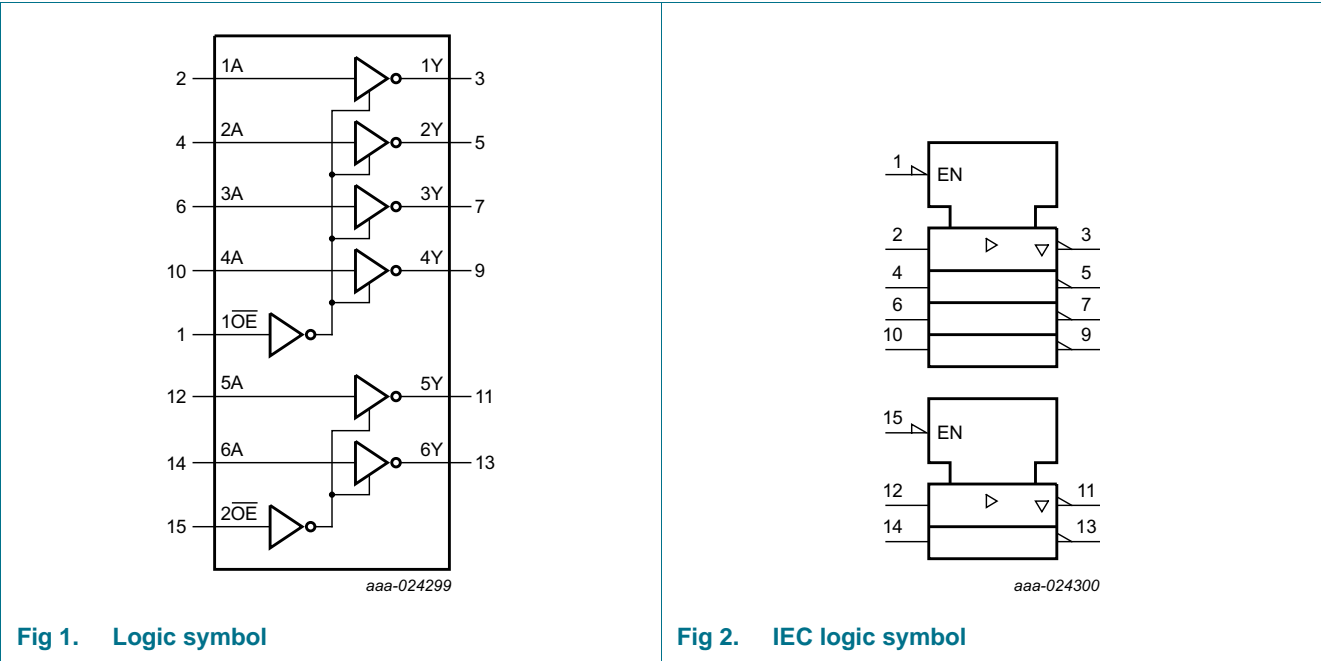 1A
1Y
2
3
2A
2Y
4
5
3A
3Y
6
7
4A
4Y
10
9
1O̅E̅
1
5A
5Y
12
11
6A
6Y
14
13
2O̅E̅
15
aaa-024299
Fig 1. Logic symbol
1
EN
2
3
4
5
6
7
10
9
15
EN
12
11
14
13
aaa-024300
Fig 2. IEC logic symbol